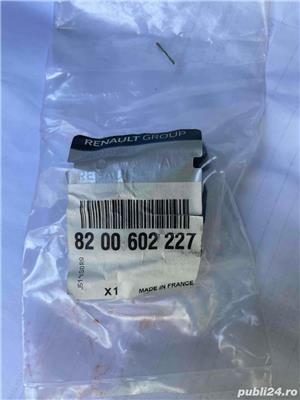 RENAULT GROUP
82 00 602 227
X1
MADE IN FRANCE
publi24.ro